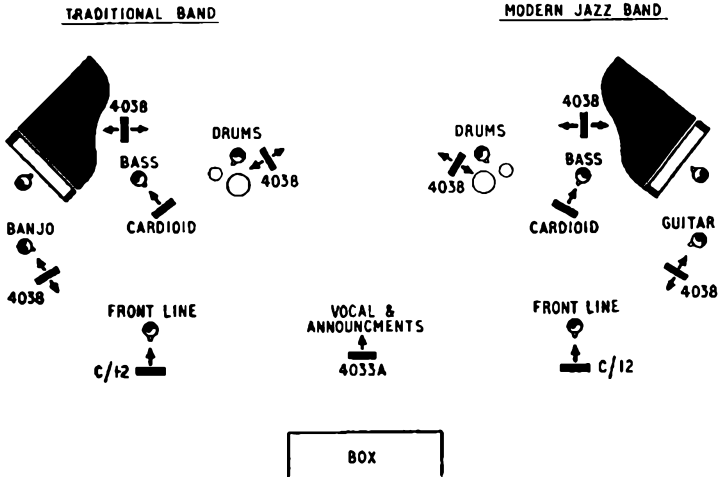 TRADITIONAL BAND
MODERN JAZZ BAND
4038
DRUMS
BASS
4038
CARDIOID
BANJO
4038
FRONT LINE
C/12
VOCAL &
ANNOUNCMENTS
4033A
4038
DRUMS
BASS
4038
CARDIOID
GUITAR
4038
FRONT LINE
C/12
BOX